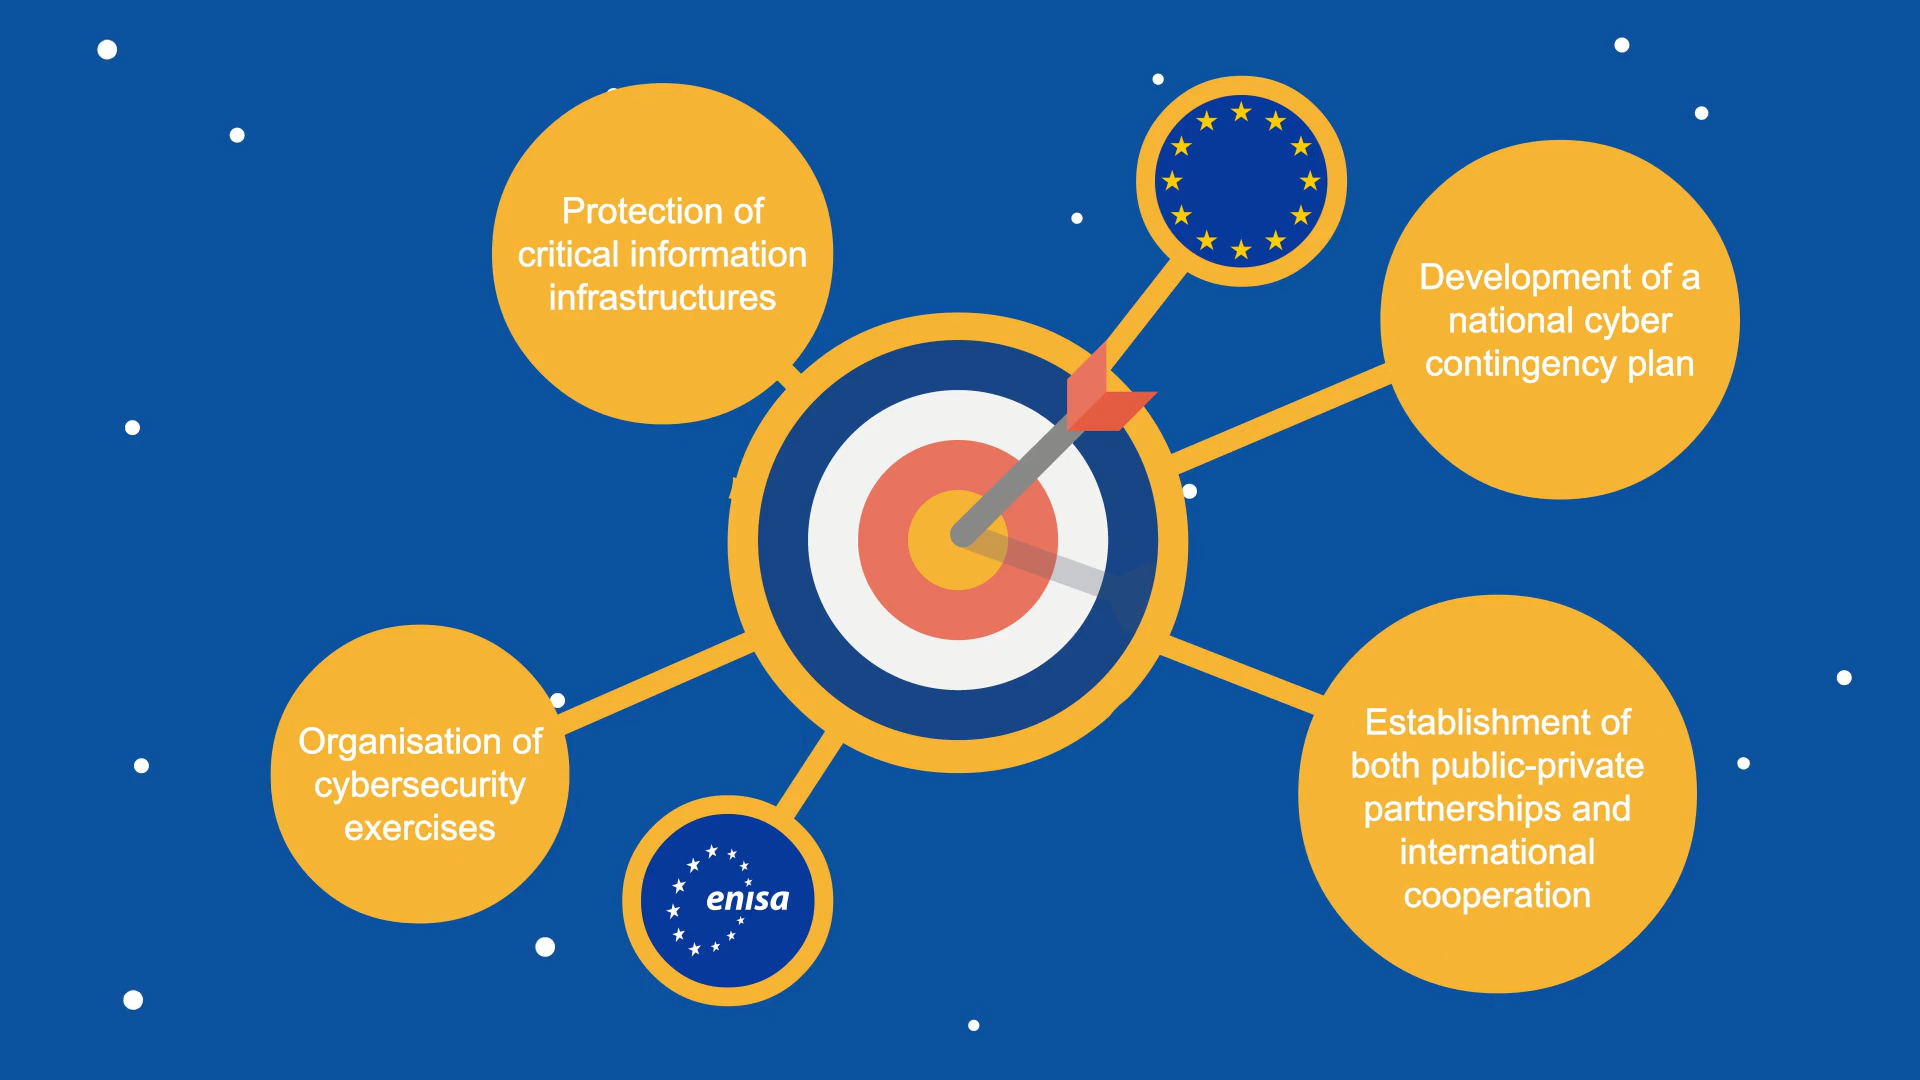 Protection of
critical information
infrastructures
Development of a
national cyber
contingency plan
Organisation of
cybersecurity
exercises
enisa
Establishment of
both public-private
partnerships and
international
cooperation